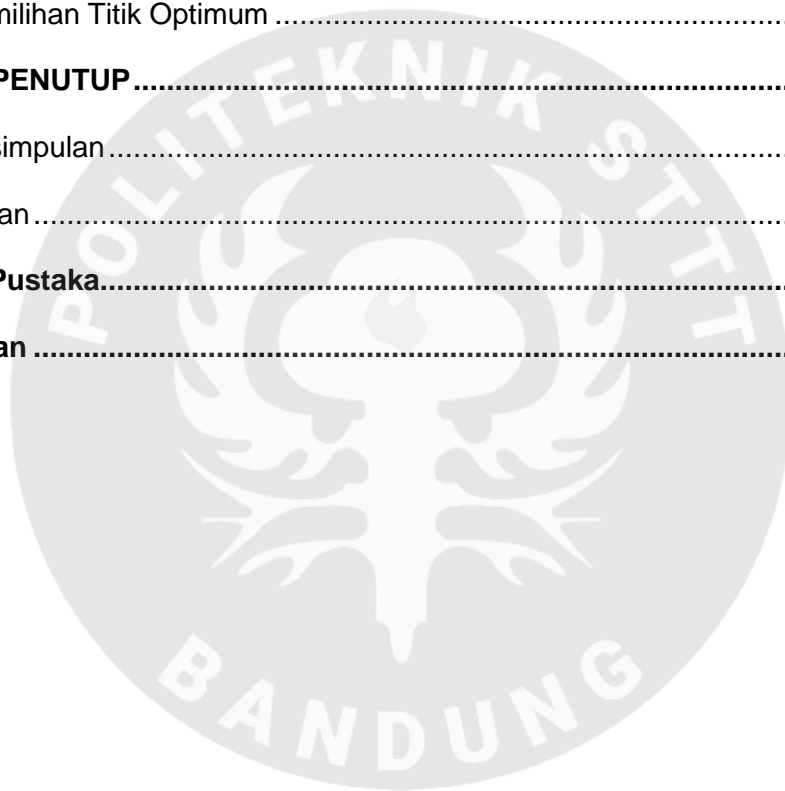 milihan Titik Optimum ........................................................................
PENUTUP ........................................................................
simpulan ........................................................................
an ........................................................................
Pustaka ........................................................................
an ........................................................................
POLITEKNIK STTT
BANDUNG